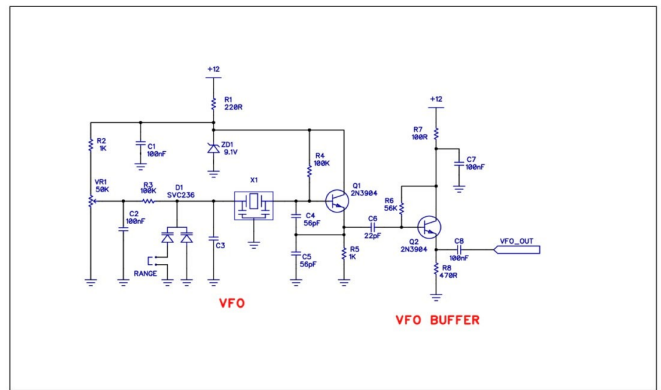 +12
R1
220R
R2
1K
C1
100nF
ZD1
9.1V
R4
100K
Q1
2N3904
VR1
50K
R3
100K
D1
SVC236
X1
C2
100nF
C3
C4
56pF
C5
56pF
R5
1K
RANGE
VFO
+12
R7
100R
C7
100nF
R6
56K
C6
22pF
Q2
2N3904
C8
100nF
VFO_OUT
R8
470R
VFO BUFFER